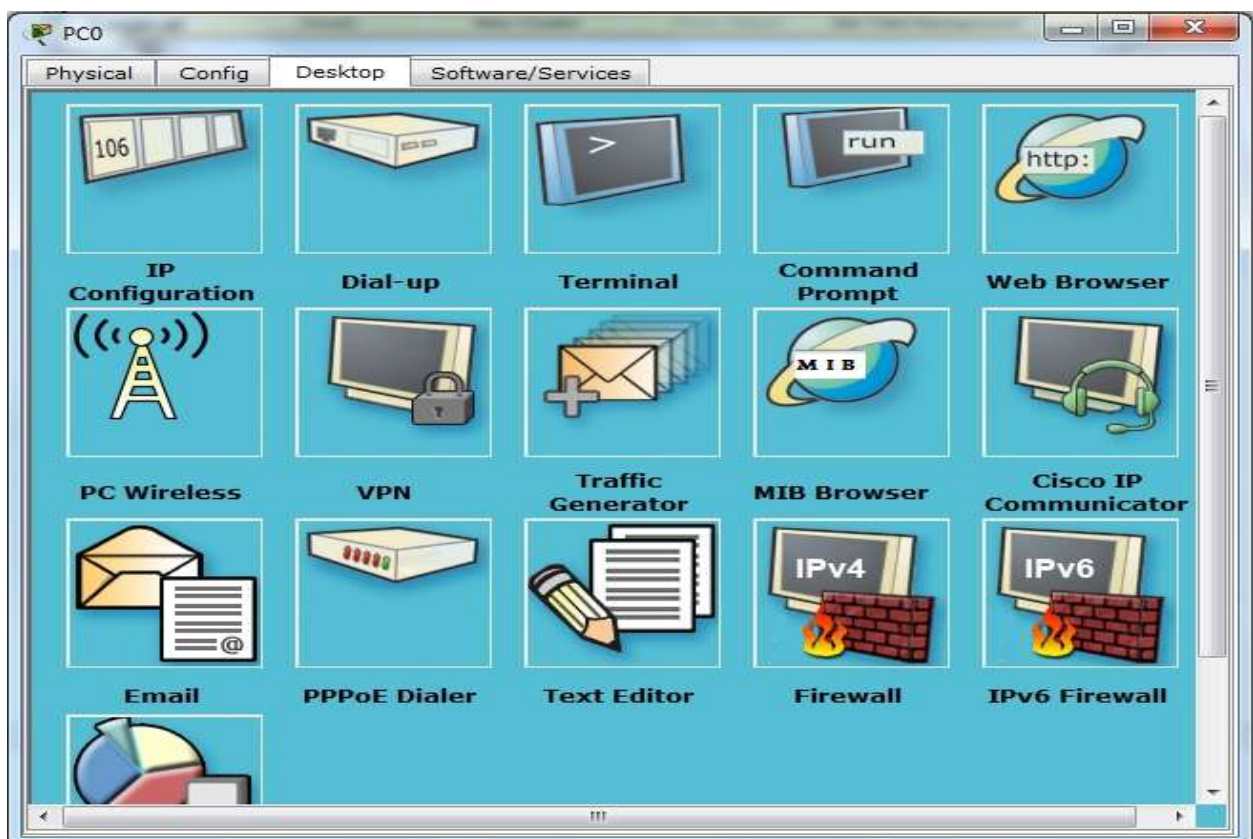 PC0
Physical Config Desktop Software/Services
106
>
run
http:
IP
Configuration
Dial-up
Terminal
Command
Prompt
Web Browser
MIB
PC Wireless
VPN
Traffic
Generator
MIB Browser
Cisco IP
Communicator
@
IPv4
IPv6
Email
PPPoE Dialer
Text Editor
Firewall
IPv6 Firewall